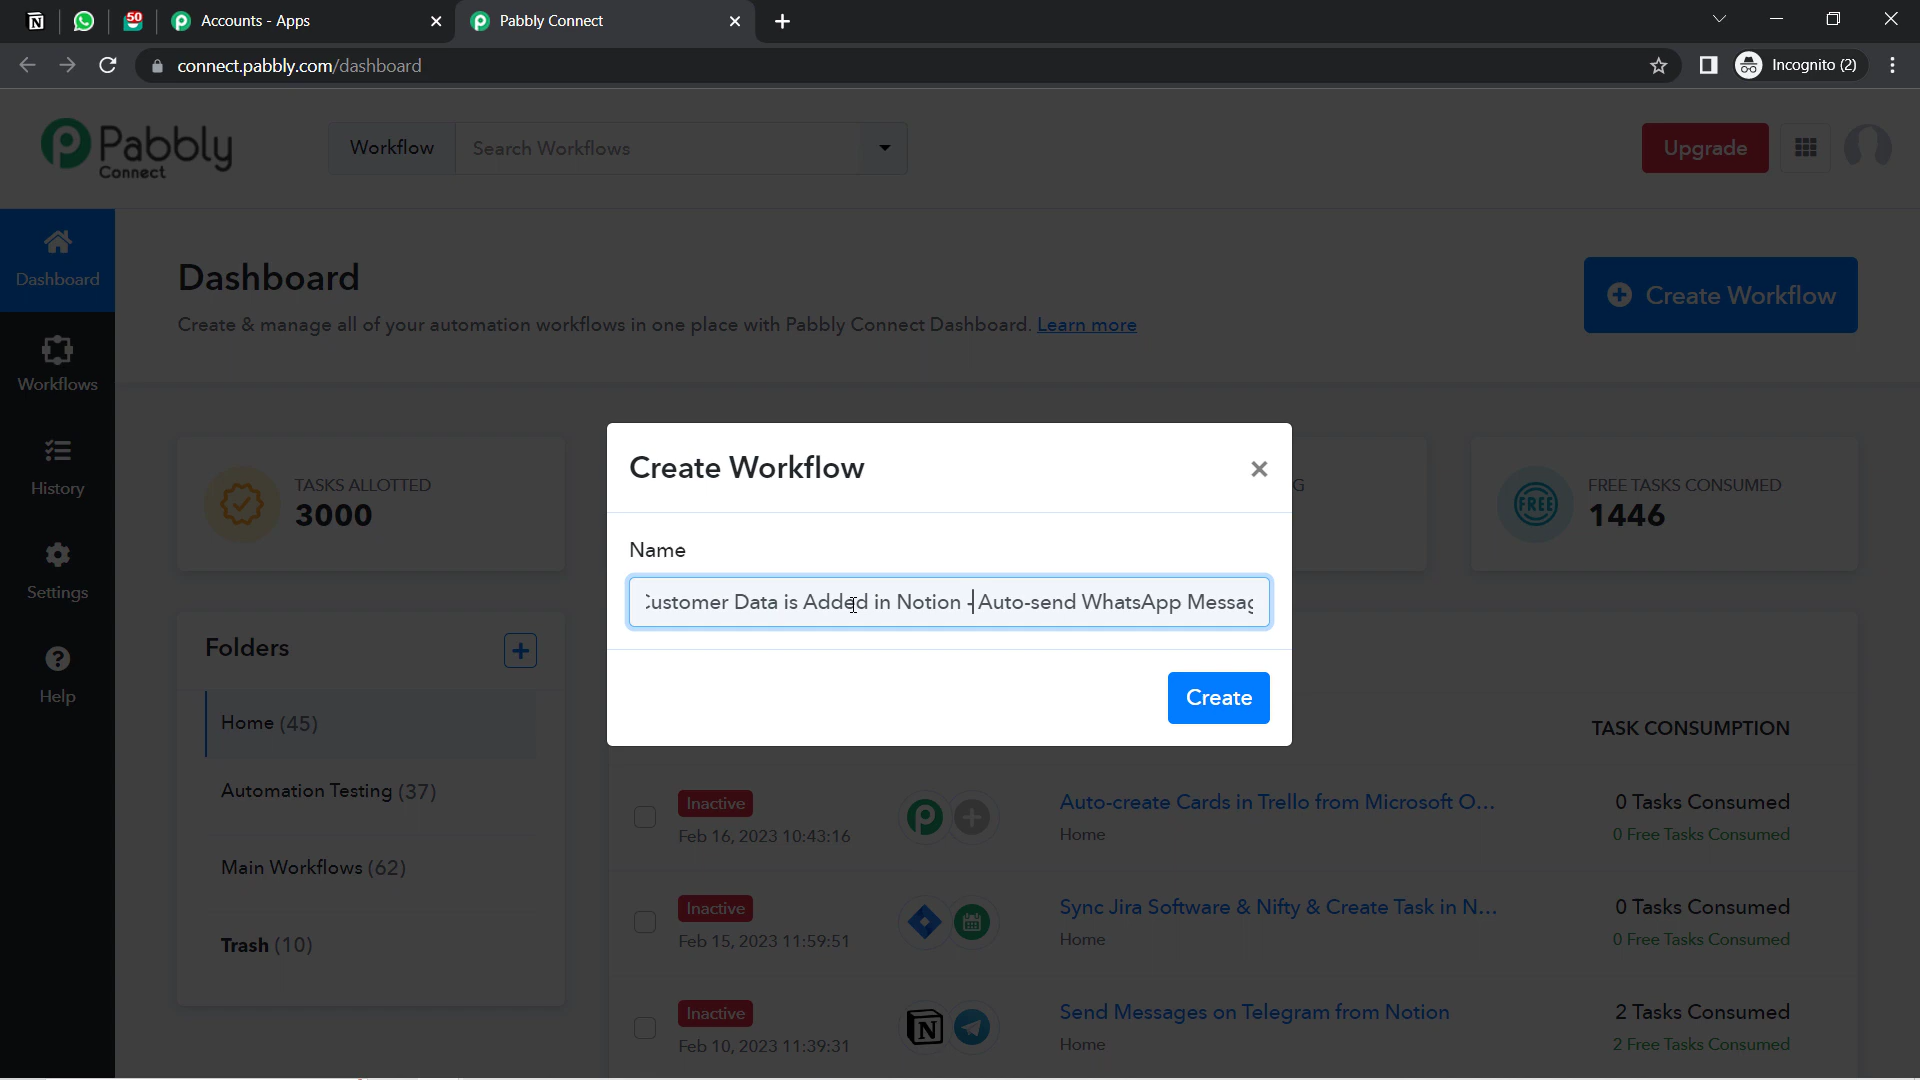 50
Accounts - Apps
Pabbly Connect
connect.pabbly.com/dashboard
Incognito (2)
Pabbly
Connect
Workflow
Search Workflows
Upgrade
Dashboard
Workflows
History
Settings
Help
Dashboard
Create & manage all of your automation workflows in one place with Pabbly Connect Dashboard. Learn more
Create Workflow
TASKS ALLOTTED
3000
G
FREE
FREE TASKS CONSUMED
1446
Create Workflow
Name
Customer Data is Added in Notion - Auto-send WhatsApp Messag
Create
Folders
Home (45)
Automation Testing (37)
Main Workflows (62)
Trash (10)
TASK CONSUMPTION
Inactive
Feb 16, 2023 10:43:16
Auto-create Cards in Trello from Microsoft O...
Home
0 Tasks Consumed
0 Free Tasks Consumed
Inactive
Feb 15, 2023 11:59:51
Sync Jira Software & Nifty & Create Task in N...
Home
0 Tasks Consumed
0 Free Tasks Consumed
Inactive
Feb 10, 2023 11:39:31
Send Messages on Telegram from Notion
Home
2 Tasks Consumed
2 Free Tasks Consumed